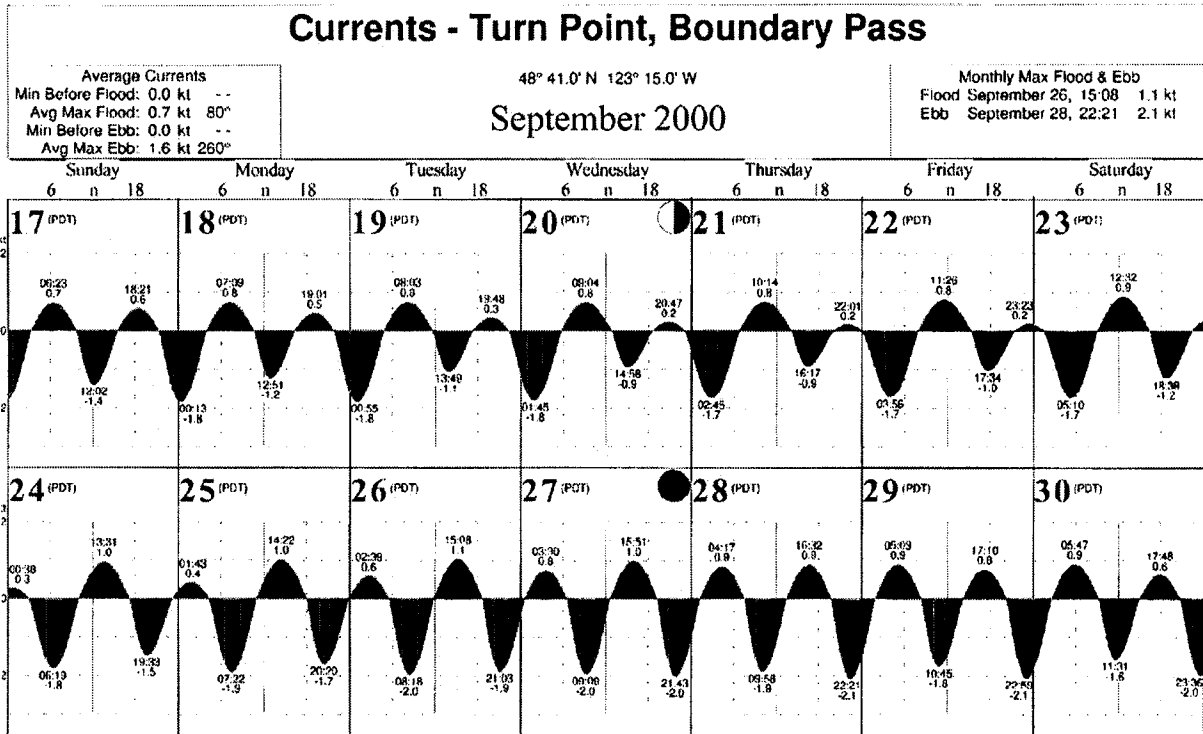 Currents - Turn Point, Boundary Pass
Average Currents
Min Before Flood: 0.0 kt --
Avg Max Flood: 0.7 kt 80°
Min Before Ebb: 0.0 kt --
Avg Max Ebb: 1.6 kt 260°
48° 41.0' N 123° 15.0' W
September 2000
Monthly Max Flood & Ebb
Flood September 26, 15:08 1.1 kt
Ebb September 28, 22:21 2.1 kt
Sunday Monday Tuesday Wednesday Thursday Friday Saturday
6 n 18 6 n 18 6 n 18 6 n 18 6 n 18 6 n 18 6 n 18
17 (PDT) 18 (PDT) 19 (PDT) 20 (PDT) 21 (PDT) 22 (PDT) 23 (PDT)
2
06:23 18:21 07:09 19:01 08:03 19:48 09:04 20:47 10:14 22:01 11:26 23:23 12:32
0.7 0.6 0.8 0.5 0.8 0.3 0.8 0.2 0.8 0.2 0.8 0.2 0.9
0
12:02 00:13 12:51 00:55 13:49 01:45 14:58 02:45 16:17 03:56 17:34 05:10 18:38
-1.4 -1.8 -1.2 -1.8 -1.1 -1.8 -0.9 -1.7 -0.9 -1.7 -1.0 -1.7 -1.2
2
24 (PDT) 25 (PDT) 26 (PDT) 27 (PDT) 28 (PDT) 29 (PDT) 30 (PDT)
2
00:38 13:31 01:43 14:22 02:39 15:08 03:30 15:51 04:17 16:32 05:03 17:10 05:47 17:48
0.3 1.0 0.4 1.0 0.6 1.1 0.8 1.0 0.9 0.9 0.9 0.8 0.9 0.6
0
06:19 19:33 07:22 20:20 08:18 21:03 09:09 21:43 09:58 22:21 10:45 22:59 11:31 23:36
-1.8 -1.5 -1.9 -1.7 -2.0 -1.9 -2.0 -2.0 -1.9 -2.1 -1.8 -2.1 -1.6 -2.0
2